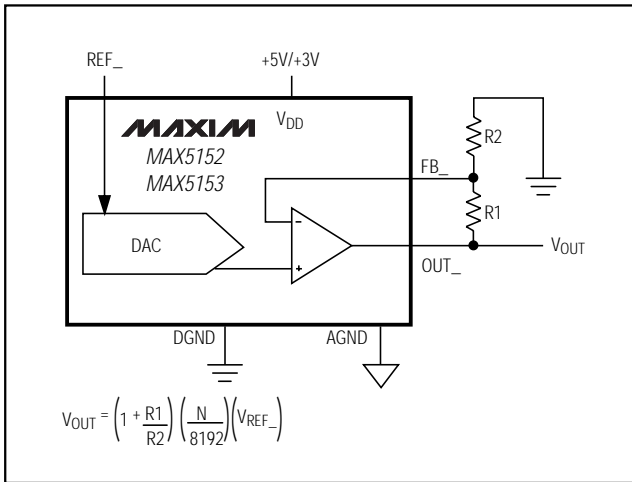 REF_
+5V/+3V
MAXIM
VDD
MAX5152
MAX5153
R2
FB_
R1
DAC
–
+
OUT_
VOUT
DGND
AGND
VOUT = (1 + R1/R2) (N/8192) (VREF_)